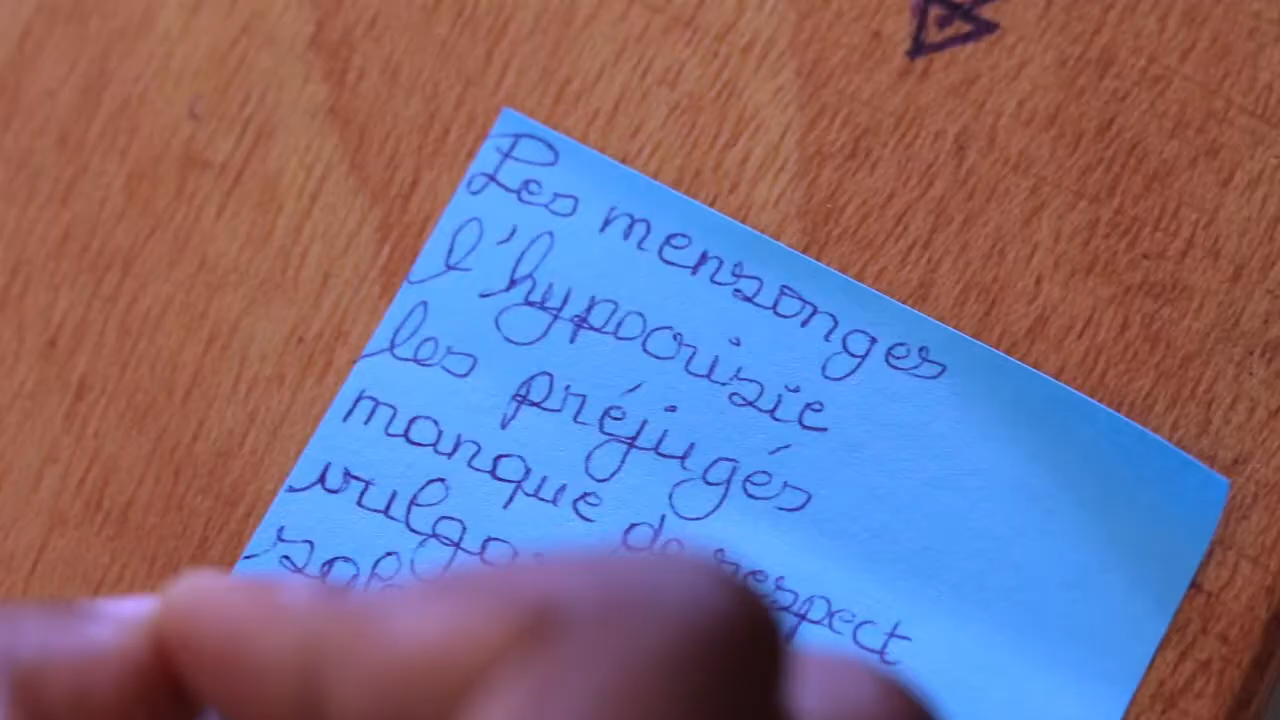 Les mensonges
l'hypocrisie
les préjugés
manque de respect